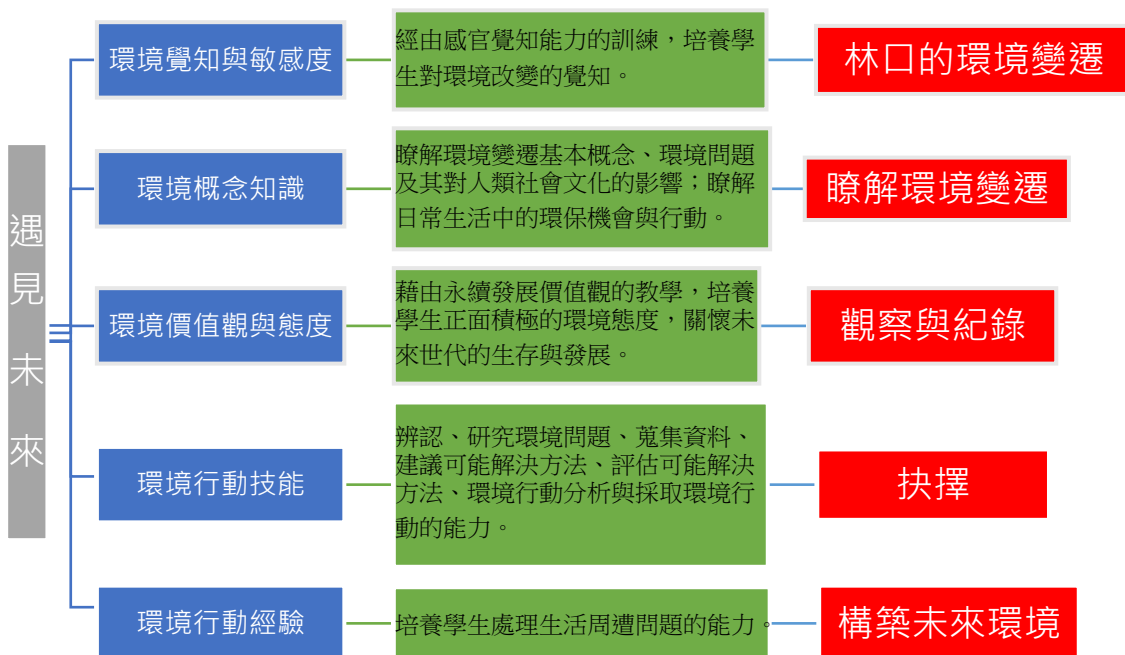 遇見未來
環境覺知與敏感度
經由感官覺知能力的訓練，培養學
生對環境改變的覺知。
林口的環境變遷
環境概念知識
瞭解環境變遷基本概念、環境問題
及其對人類社會文化的影響；瞭解
日常生活中的環保機會與行動。
瞭解環境變遷
環境價值觀與態度
藉由永續發展價值觀的教學，培養
學生正面積極的環境態度，關懷未
來世代的生存與發展。
觀察與紀錄
環境行動技能
辨認、研究環境問題、蒐集資料、
建議可能解決方法、評估可能解決
方法、環境行動分析與採取環境行
動的能力。
抉擇
環境行動經驗
培養學生處理生活周遭問題的能力。
構築未來環境